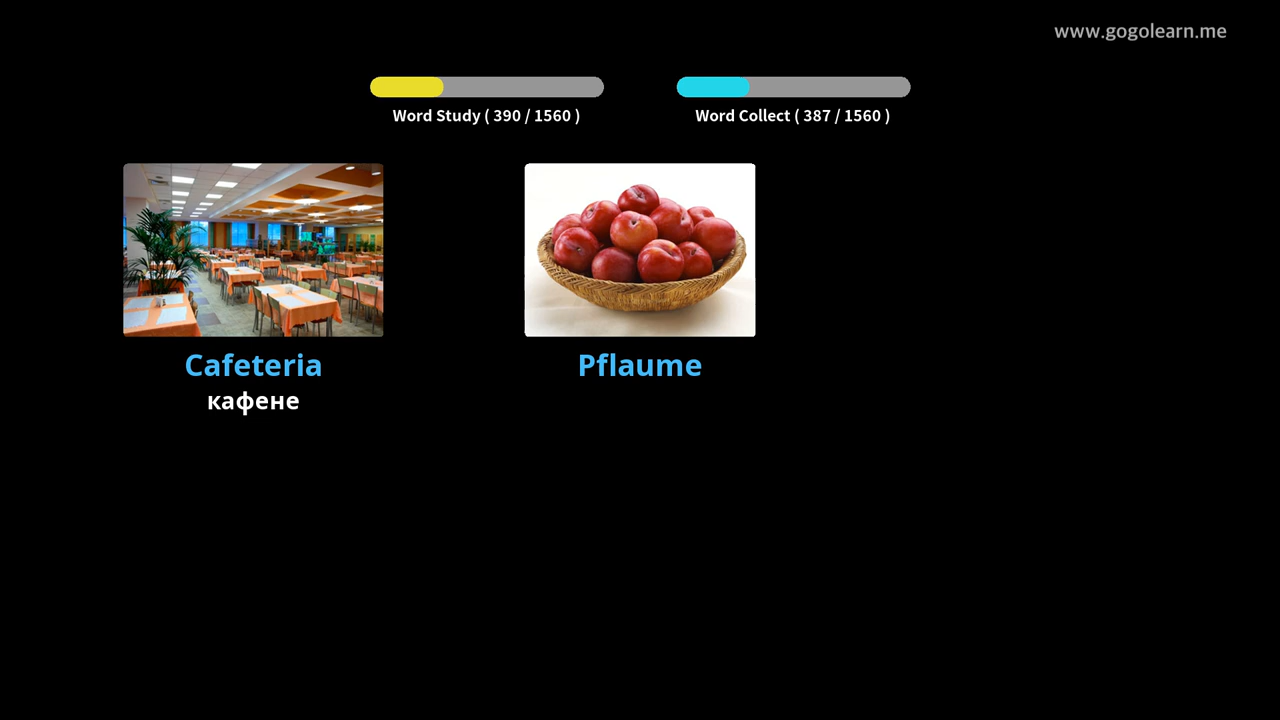 www.gogolearn.me
Word Study ( 390 / 1560 )
Word Collect ( 387 / 1560 )
Cafeteria
кафене
Pflaume